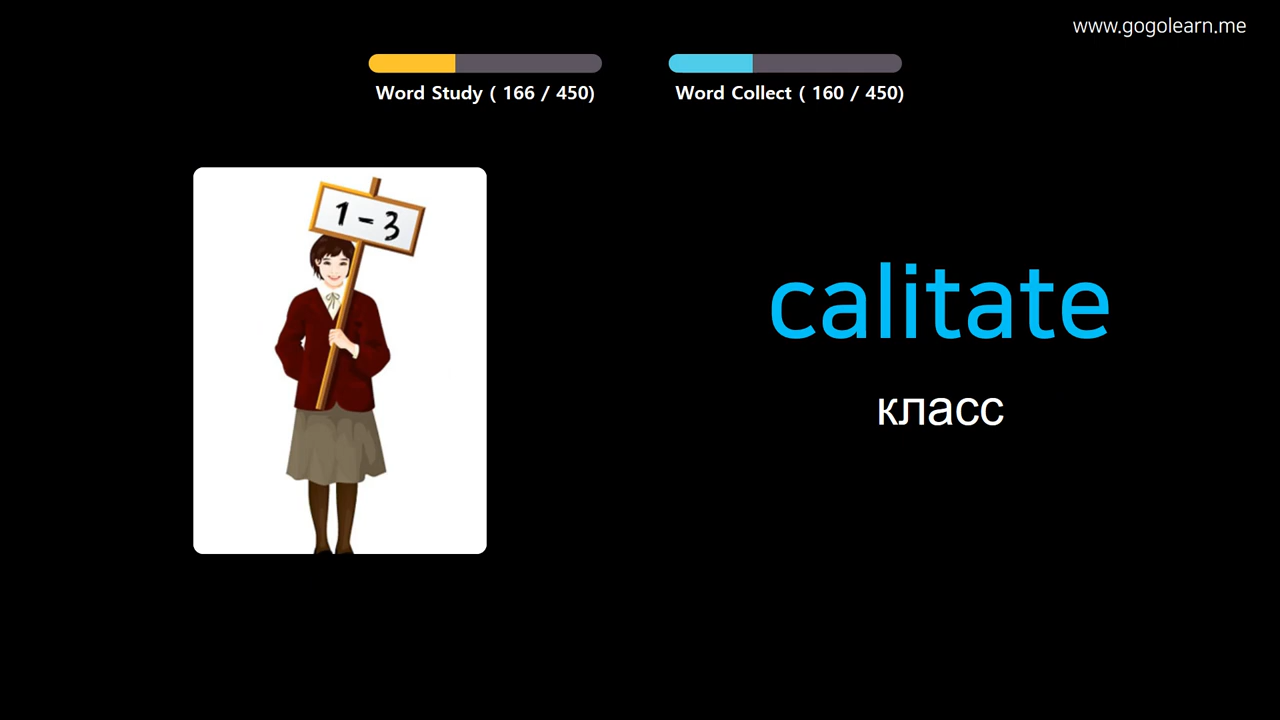 www.gogolearn.me
Word Study ( 166 / 450)
Word Collect ( 160 / 450)
1 - 3
calitate
класс